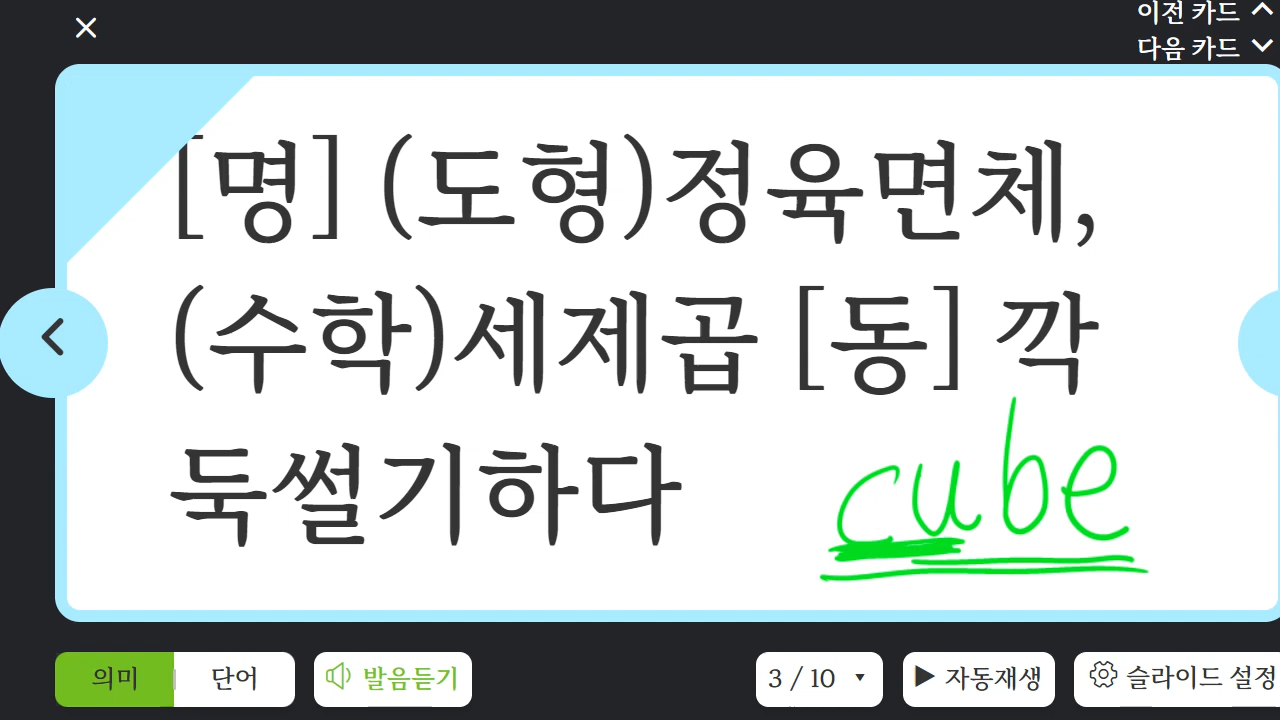 이전 카드
다음 카드
[명] (도형)정육면체,
(수학)세제곱 [동] 깍
둑썰기하다
cube
의미 단어 발음듣기 3 / 10 자동재생 슬라이드 설정